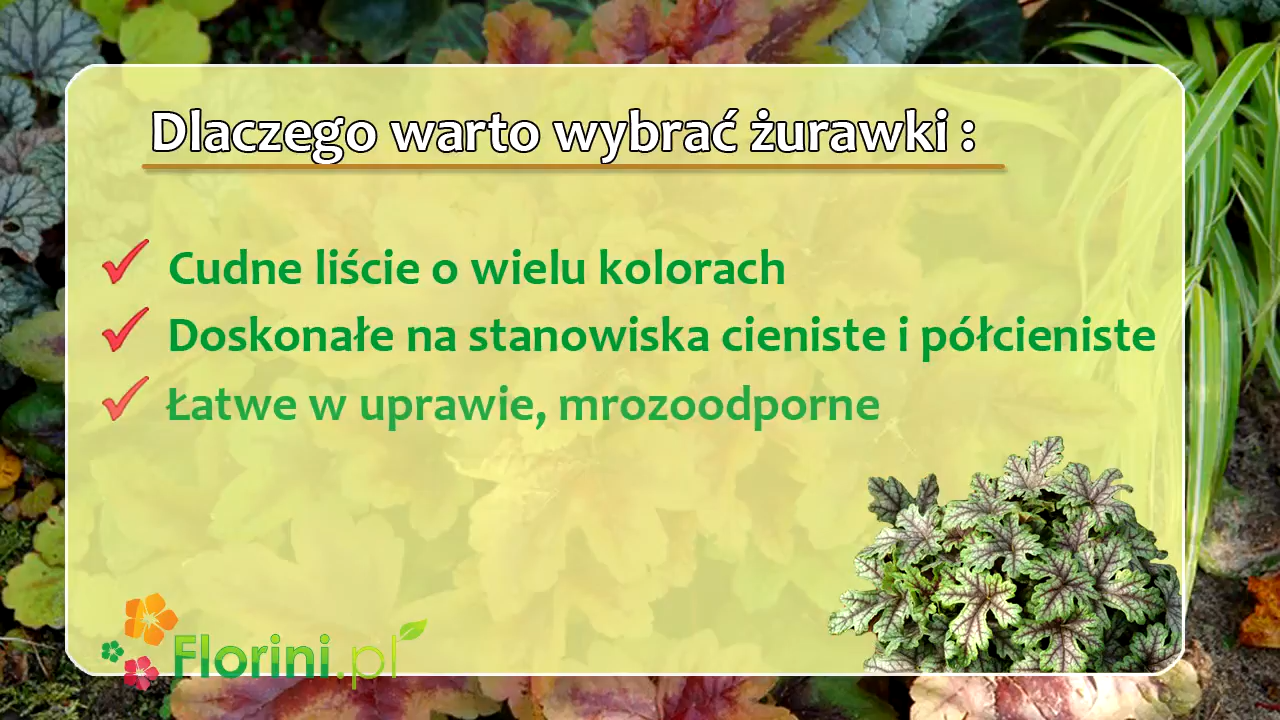 Dlaczego warto wybrać żurawki :
Cudne liście o wielu kolorach
Doskonałe na stanowiska cieniste i półcieniste
Łatwe w uprawie, mrozoodporne
Florini.pl